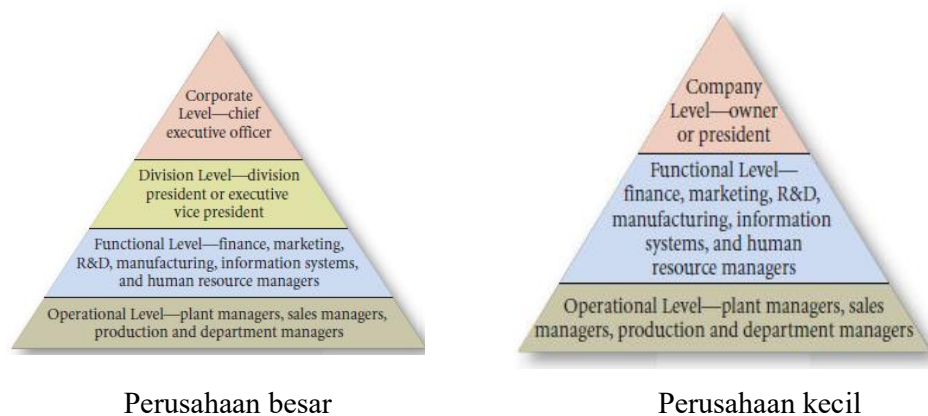 Corporate
Level—chief
executive officer
Division Level—division
president or executive
vice president
Functional Level—finance, marketing,
R&D, manufacturing, information systems,
and human resource managers
Operational Level—plant managers, sales managers,
production and department managers
Perusahaan besar
Company
Level—owner
or president
Functional Level—
finance, marketing, R&D,
manufacturing, information
systems, and human
resource managers
Operational Level—plant managers, sales
managers, production and department managers
Perusahaan kecil